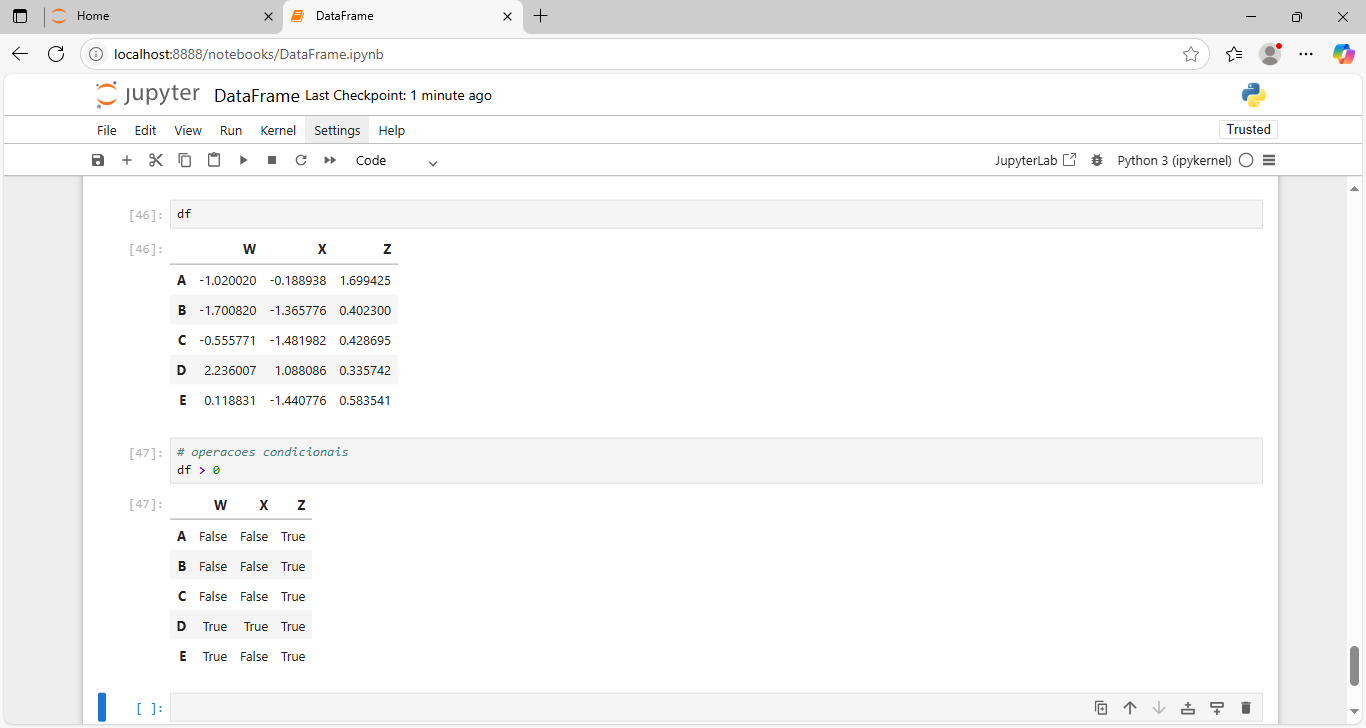 Home
DataFrame
localhost:8888/notebooks/DataFrame.ipynb
jupyter DataFrame Last Checkpoint: 1 minute ago
File Edit View Run Kernel Settings Help
Trusted
Code
JupyterLab
Python 3 (ipykernel)
[46]: df
[46]: W X Z
A -1.020020 -0.188938 1.699425
B -1.700820 -1.365776 0.402300
C -0.555771 -1.481982 0.428695
D 2.236007 1.088086 0.335742
E 0.118831 -1.440776 0.583541
[47]: # operacoes condicionais
df > 0
[47]: W X Z
A False False True
B False False True
C False False True
D True True True
E True False True
[ ]: